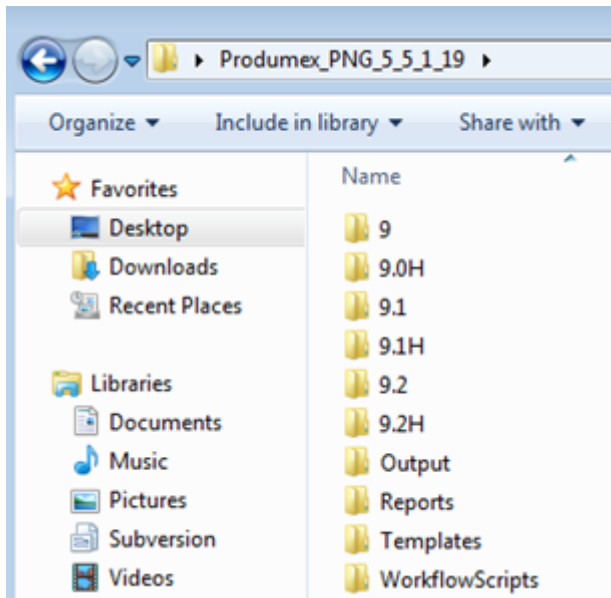 Produmex_PNG_5_5_1_19
Organize
Include in library
Share with
Favorites
Desktop
Downloads
Recent Places
Libraries
Documents
Music
Pictures
Subversion
Videos
Name
9
9.0H
9.1
9.1H
9.2
9.2H
Output
Reports
Templates
WorkflowScripts